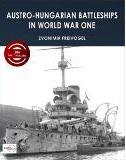 AUSTRO-HUNGARIAN BATTLESHIPS
IN WORLD WAR ONE
ZVONIMIR FREIVOGEL